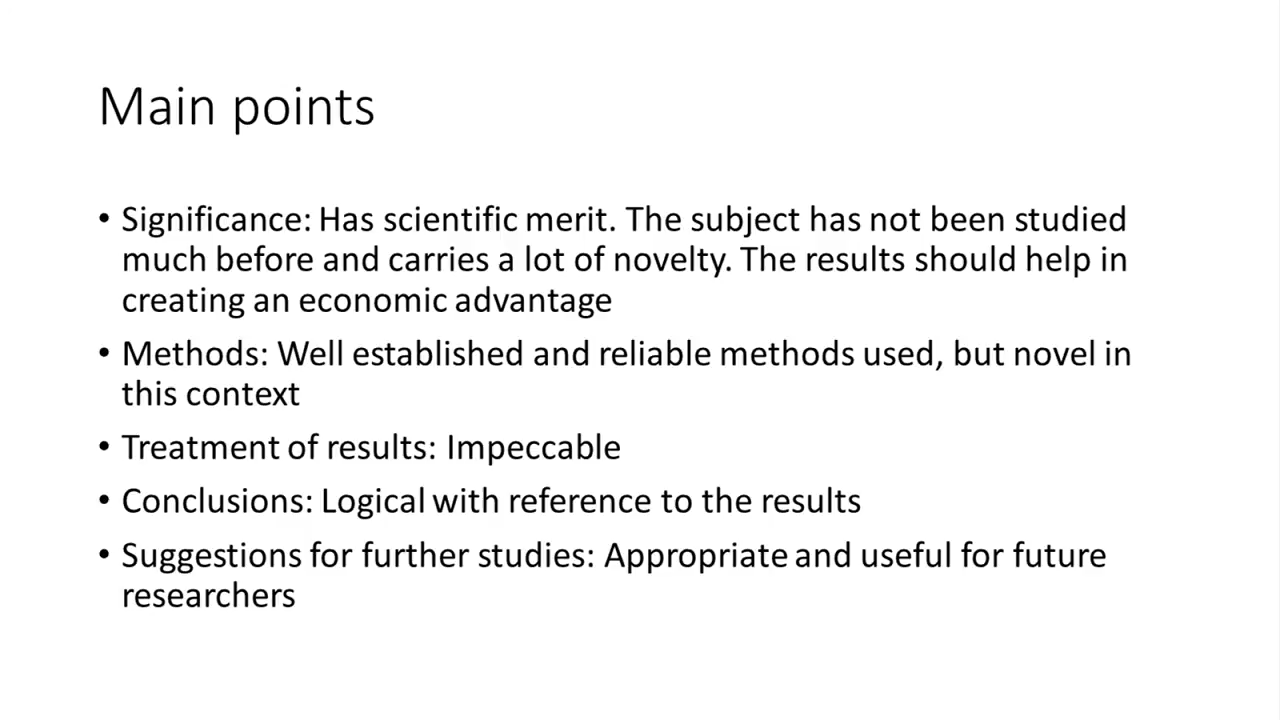 Main points
• Significance: Has scientific merit. The subject has not been studied
much before and carries a lot of novelty. The results should help in
creating an economic advantage
• Methods: Well established and reliable methods used, but novel in
this context
• Treatment of results: Impeccable
• Conclusions: Logical with reference to the results
• Suggestions for further studies: Appropriate and useful for future
researchers